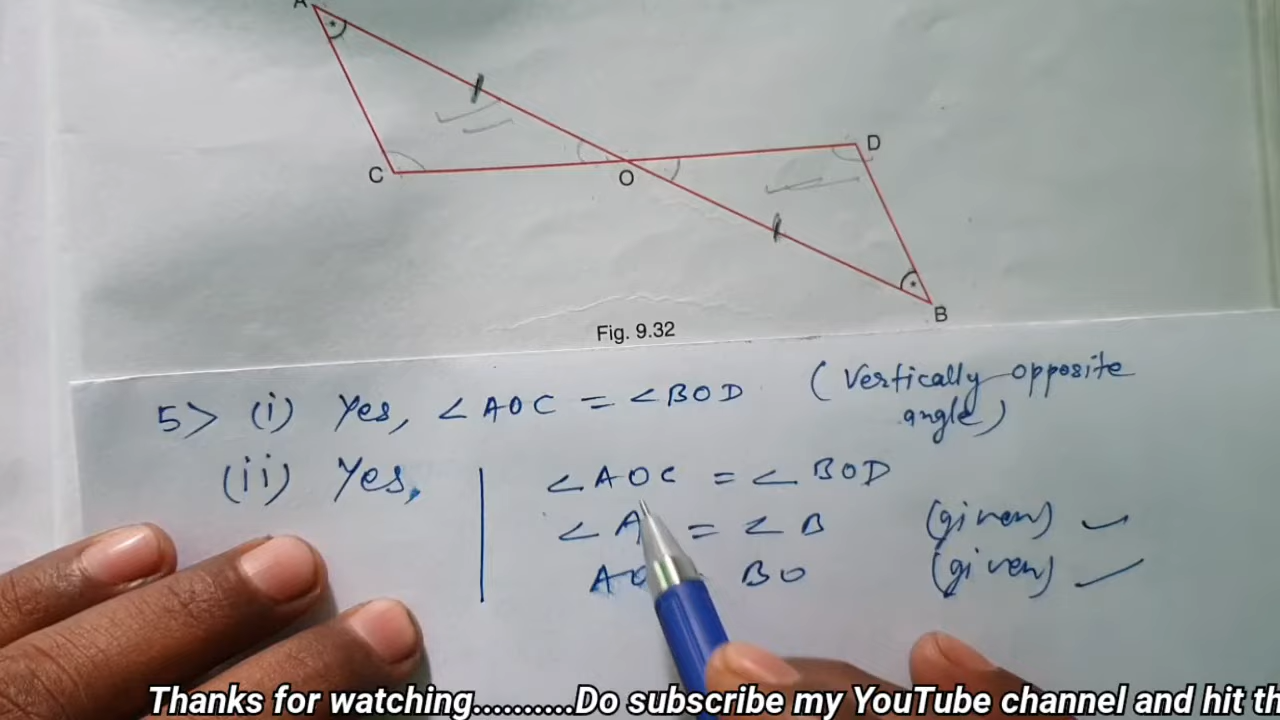 A
C
O
D
B
Fig. 9.32
5> (i) Yes, ∠AOC = ∠BOD (Vertically opposite
angle)
(ii) Yes, ∠AOC = ∠BOD
∠A = ∠B (given)
AO BO (given)
Thanks for watching..........Do subscribe my YouTube channel and hit th